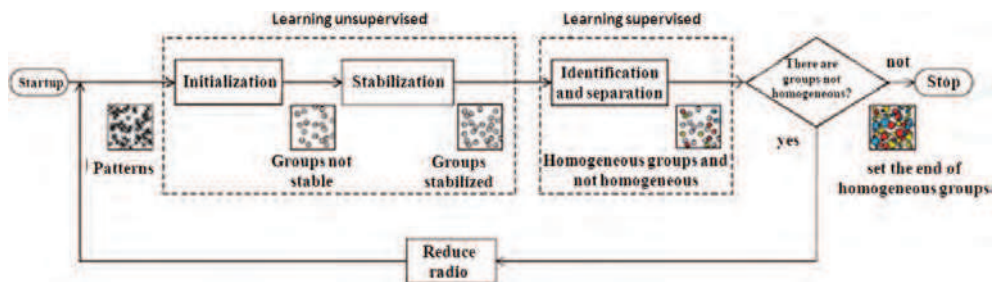 Learning unsupervised
Learning supervised
Startup
Initialization
Stabilization
Identification
and separation
There are
groups not
homogeneous?
not
Stop
yes
Patterns
Groups not
stable
Groups
stabilized
Homogeneous groups and
not homogeneous
set the end of
homogeneous groups.
Reduce
radio